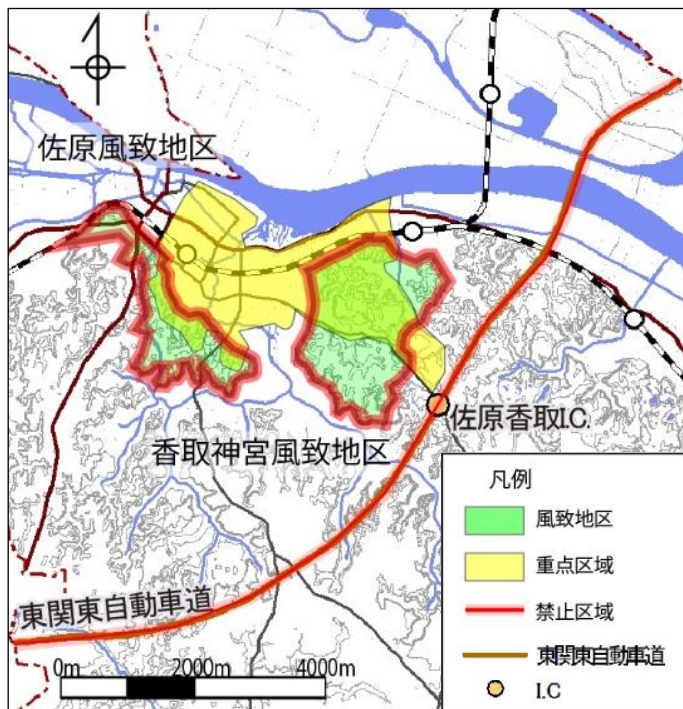 佐原風致地区
佐原香取I.C.
香取神宮風致地区
東関東自動車道
0m 2000m 4000m
凡例
風致地区
重点区域
禁止区域
東関東自動車道
I.C